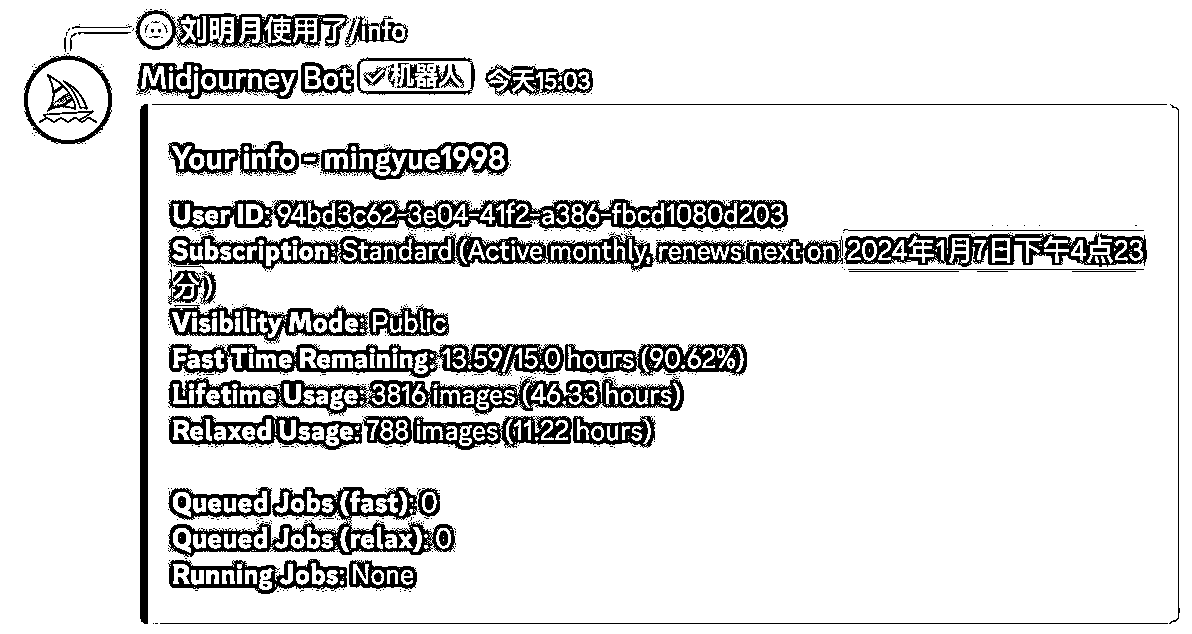 刘明月使用了/info
Midjourney Bot ✓机器人 今天15:03
Your info - mingyue1998
User ID: 94bd3c62-3e04-41f2-a386-fbcd1080d203
Subscription: Standard (Active monthly, renews next on 2024年1月7日下午4点23
分)
Visibility Mode: Public
Fast Time Remaining: 13.59/15.0 hours (90.62%)
Lifetime Usage: 3816 images (46.33 hours)
Relaxed Usage: 788 images (11.22 hours)
Queued Jobs (fast): 0
Queued Jobs (relax): 0
Running Jobs: None